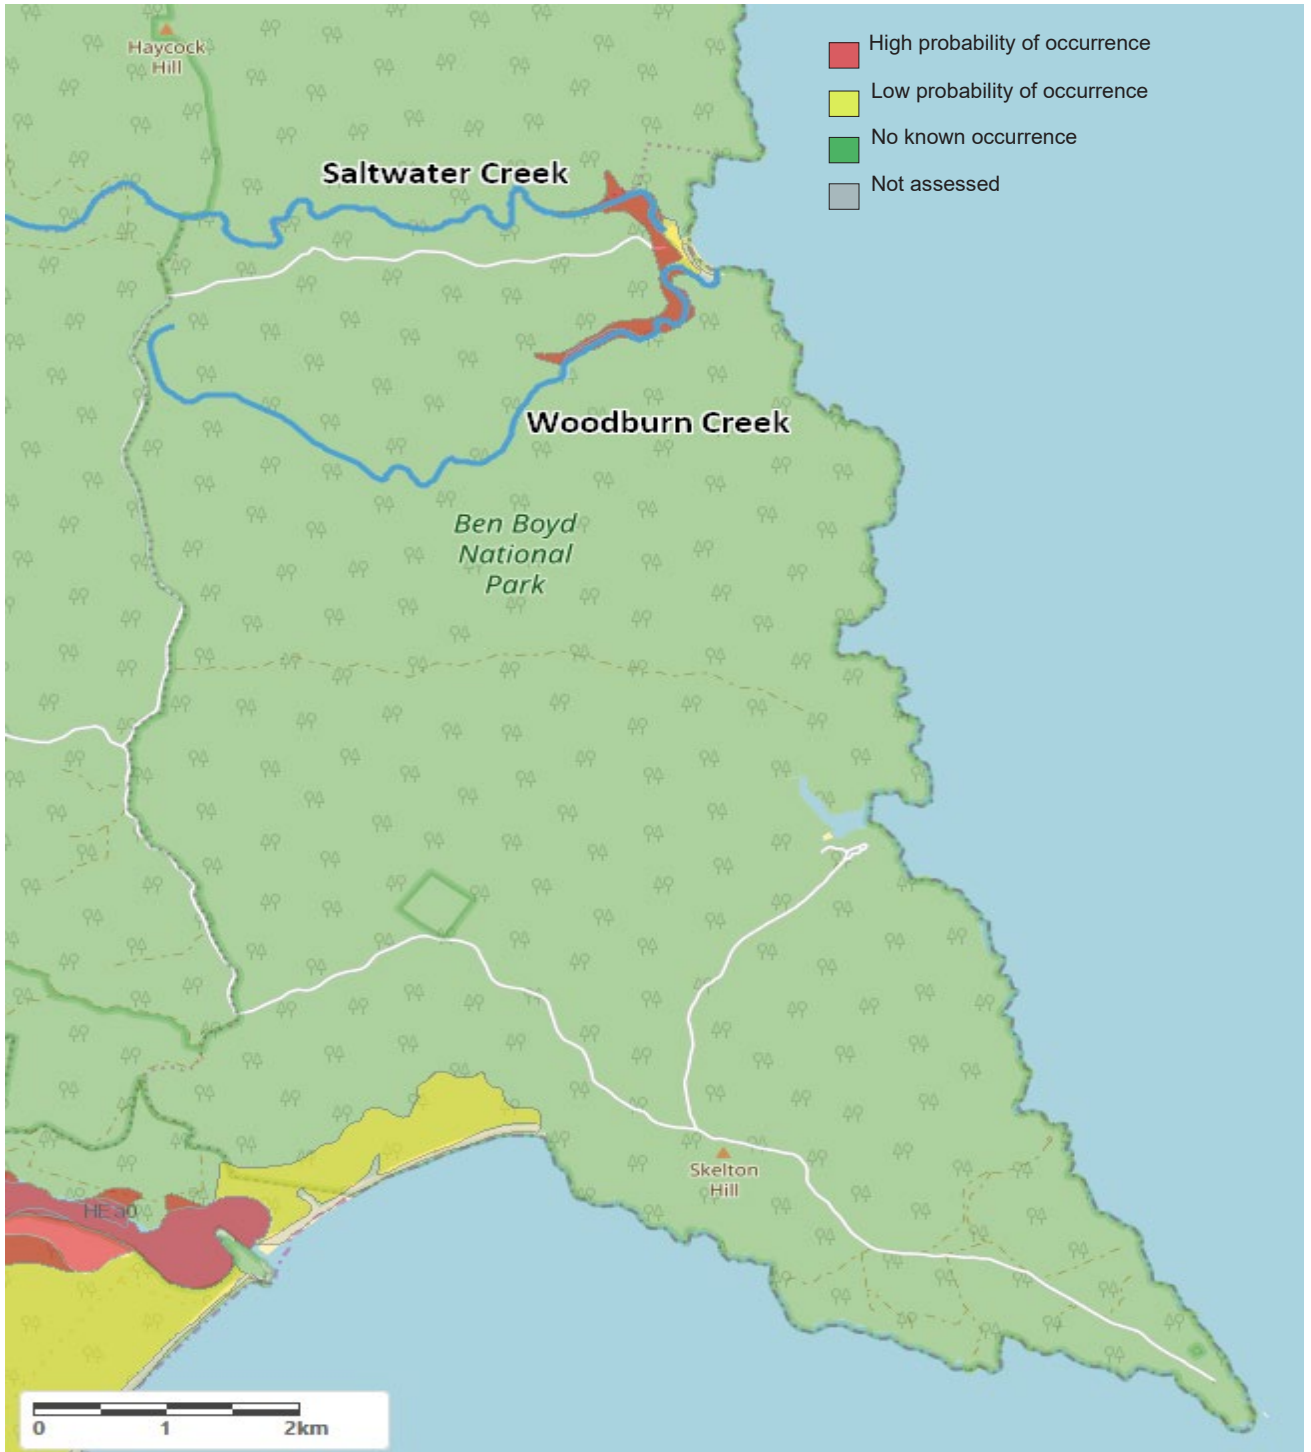 Haycock
Hill
High probability of occurrence
Low probability of occurrence
No known occurrence
Not assessed
Saltwater Creek
Woodburn Creek
Ben Boyd
National
Park
Skelton
Hill
0 1 2km